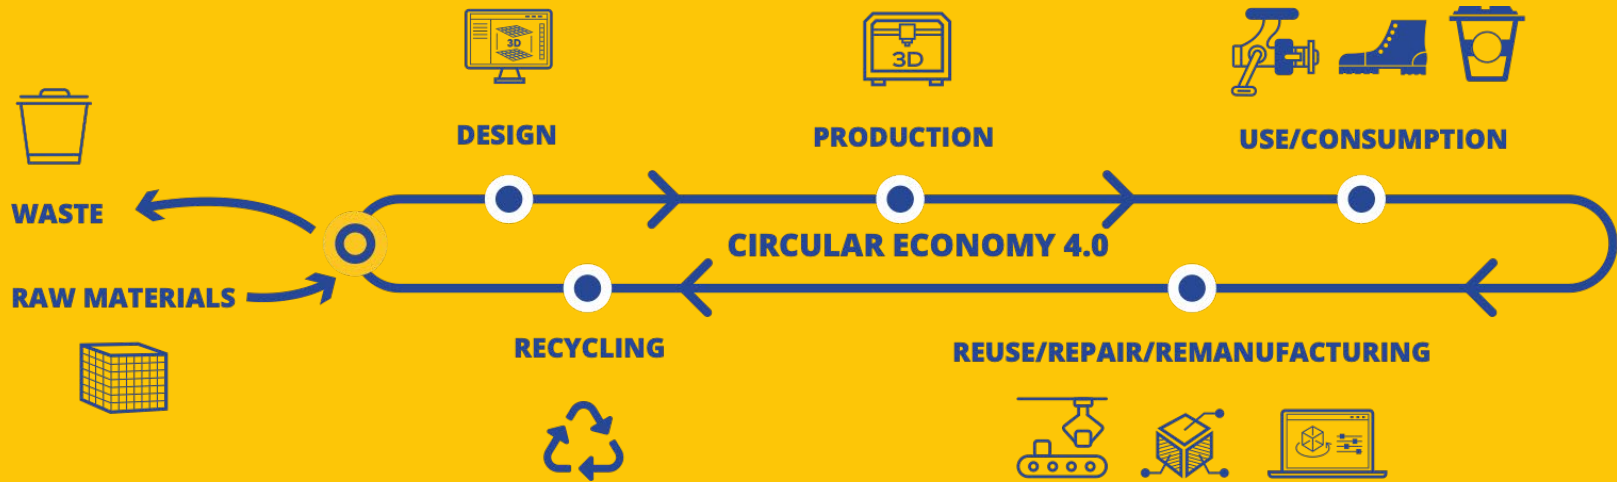 3D
3D
DESIGN
PRODUCTION
USE/CONSUMPTION
WASTE
CIRCULAR ECONOMY 4.0
RAW MATERIALS
RECYCLING
REUSE/REPAIR/REMANUFACTURING